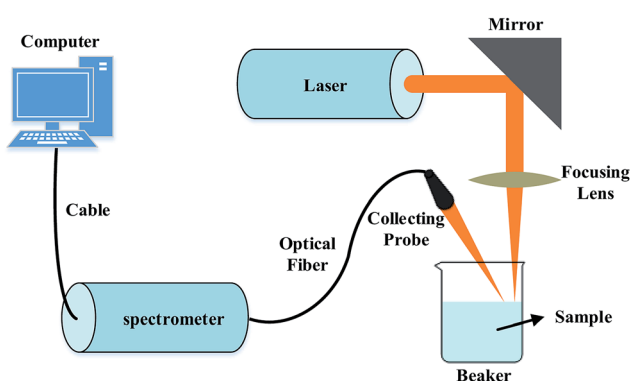 Computer
Mirror
Laser
Focusing
Lens
Cable
Collecting
Probe
Optical
Fiber
spectrometer
Sample
Beaker